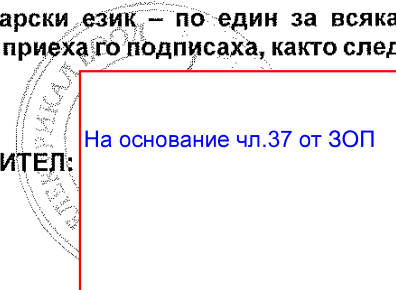 арски език – по един за всяка
приеха го подписаха, както след
На основание чл.37 от ЗОП
ИТЕЛ: